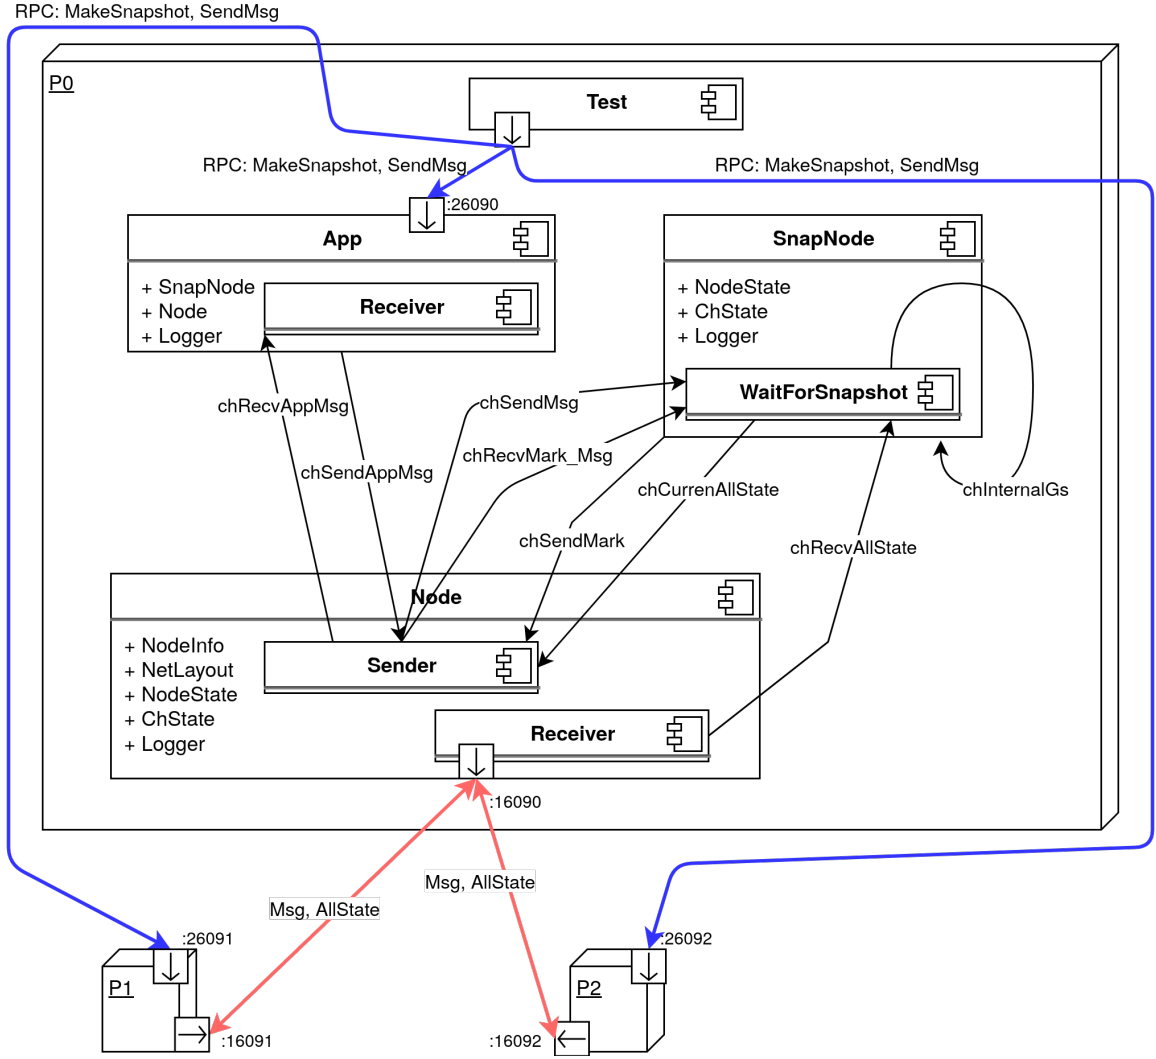 RPC: MakeSnapshot, SendMsg
P0
Test
RPC: MakeSnapshot, SendMsg
RPC: MakeSnapshot, SendMsg
:26090
App
+ SnapNode
+ Node
+ Logger
Receiver
SnapNode
+ NodeState
+ ChState
+ Logger
WaitForSnapshot
chRecvAppMsg
chSendMsg
chRecvMark_Msg
chSendAppMsg
chCurrenAllState
chInternalGs
chSendMark
chRecvAllState
Node
+ NodeInfo
+ NetLayout
+ NodeState
+ ChState
+ Logger
Sender
Receiver
:16090
Msg, AllState
Msg, AllState
:26091
P1
:16091
:26092
P2
:16092